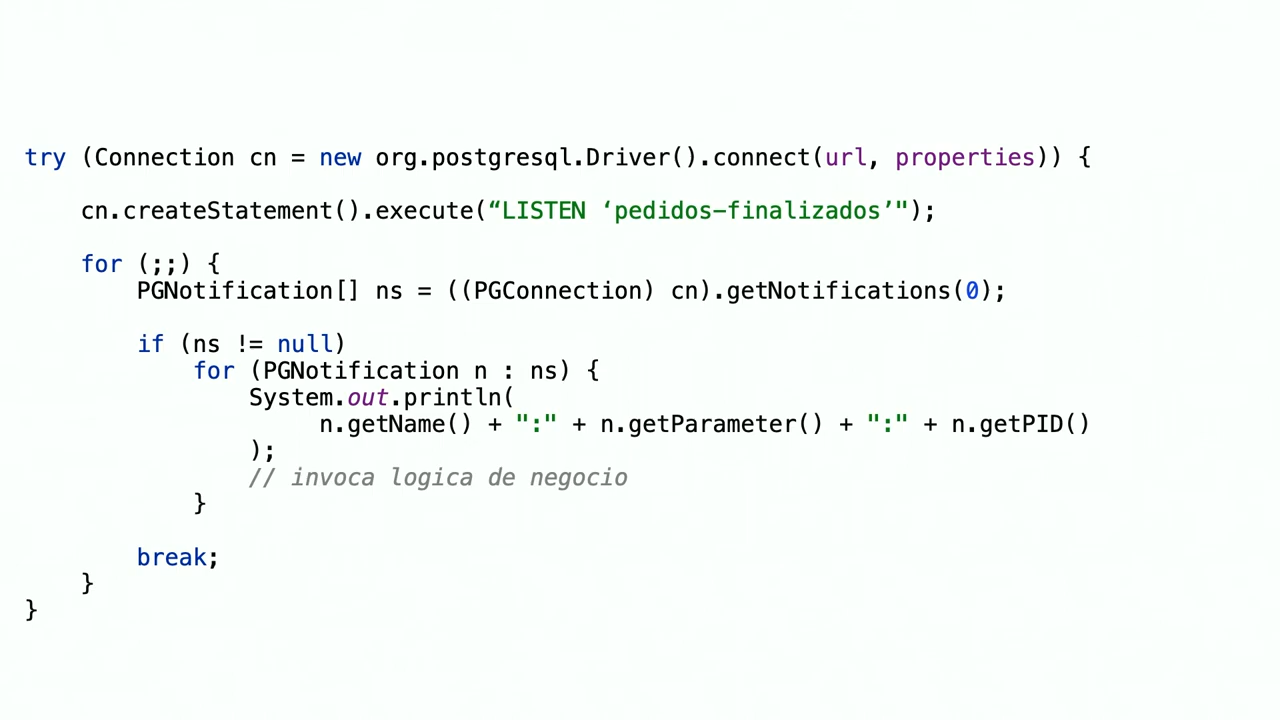 try (Connection cn = new org.postgresql.Driver().connect(url, properties)) {
cn.createStatement().execute(“LISTEN ‘pedidos-finalizados’");
for (;;) {
PGNotification[] ns = ((PGConnection) cn).getNotifications(0);
if (ns != null)
for (PGNotification n : ns) {
System.out.println(
n.getName() + ":" + n.getParameter() + ":" + n.getPID()
);
// invoca logica de negocio
}
break;
}
}